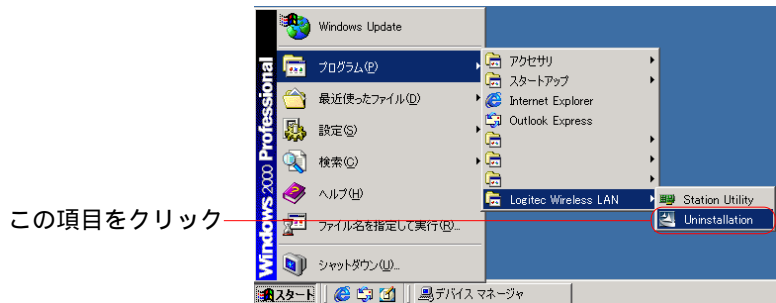 Windows Update
プログラム(P)
最近使ったファイル(D)
設定(S)
検索(C)
ヘルプ(H)
ファイル名を指定して実行(R)...
シャットダウン(U)...
Windows 2000 Professional
アクセサリ
スタートアップ
Internet Explorer
Outlook Express
Logitec Wireless LAN
Station Utility
Uninstallation
この項目をクリック
スタート
デバイス マネージャ